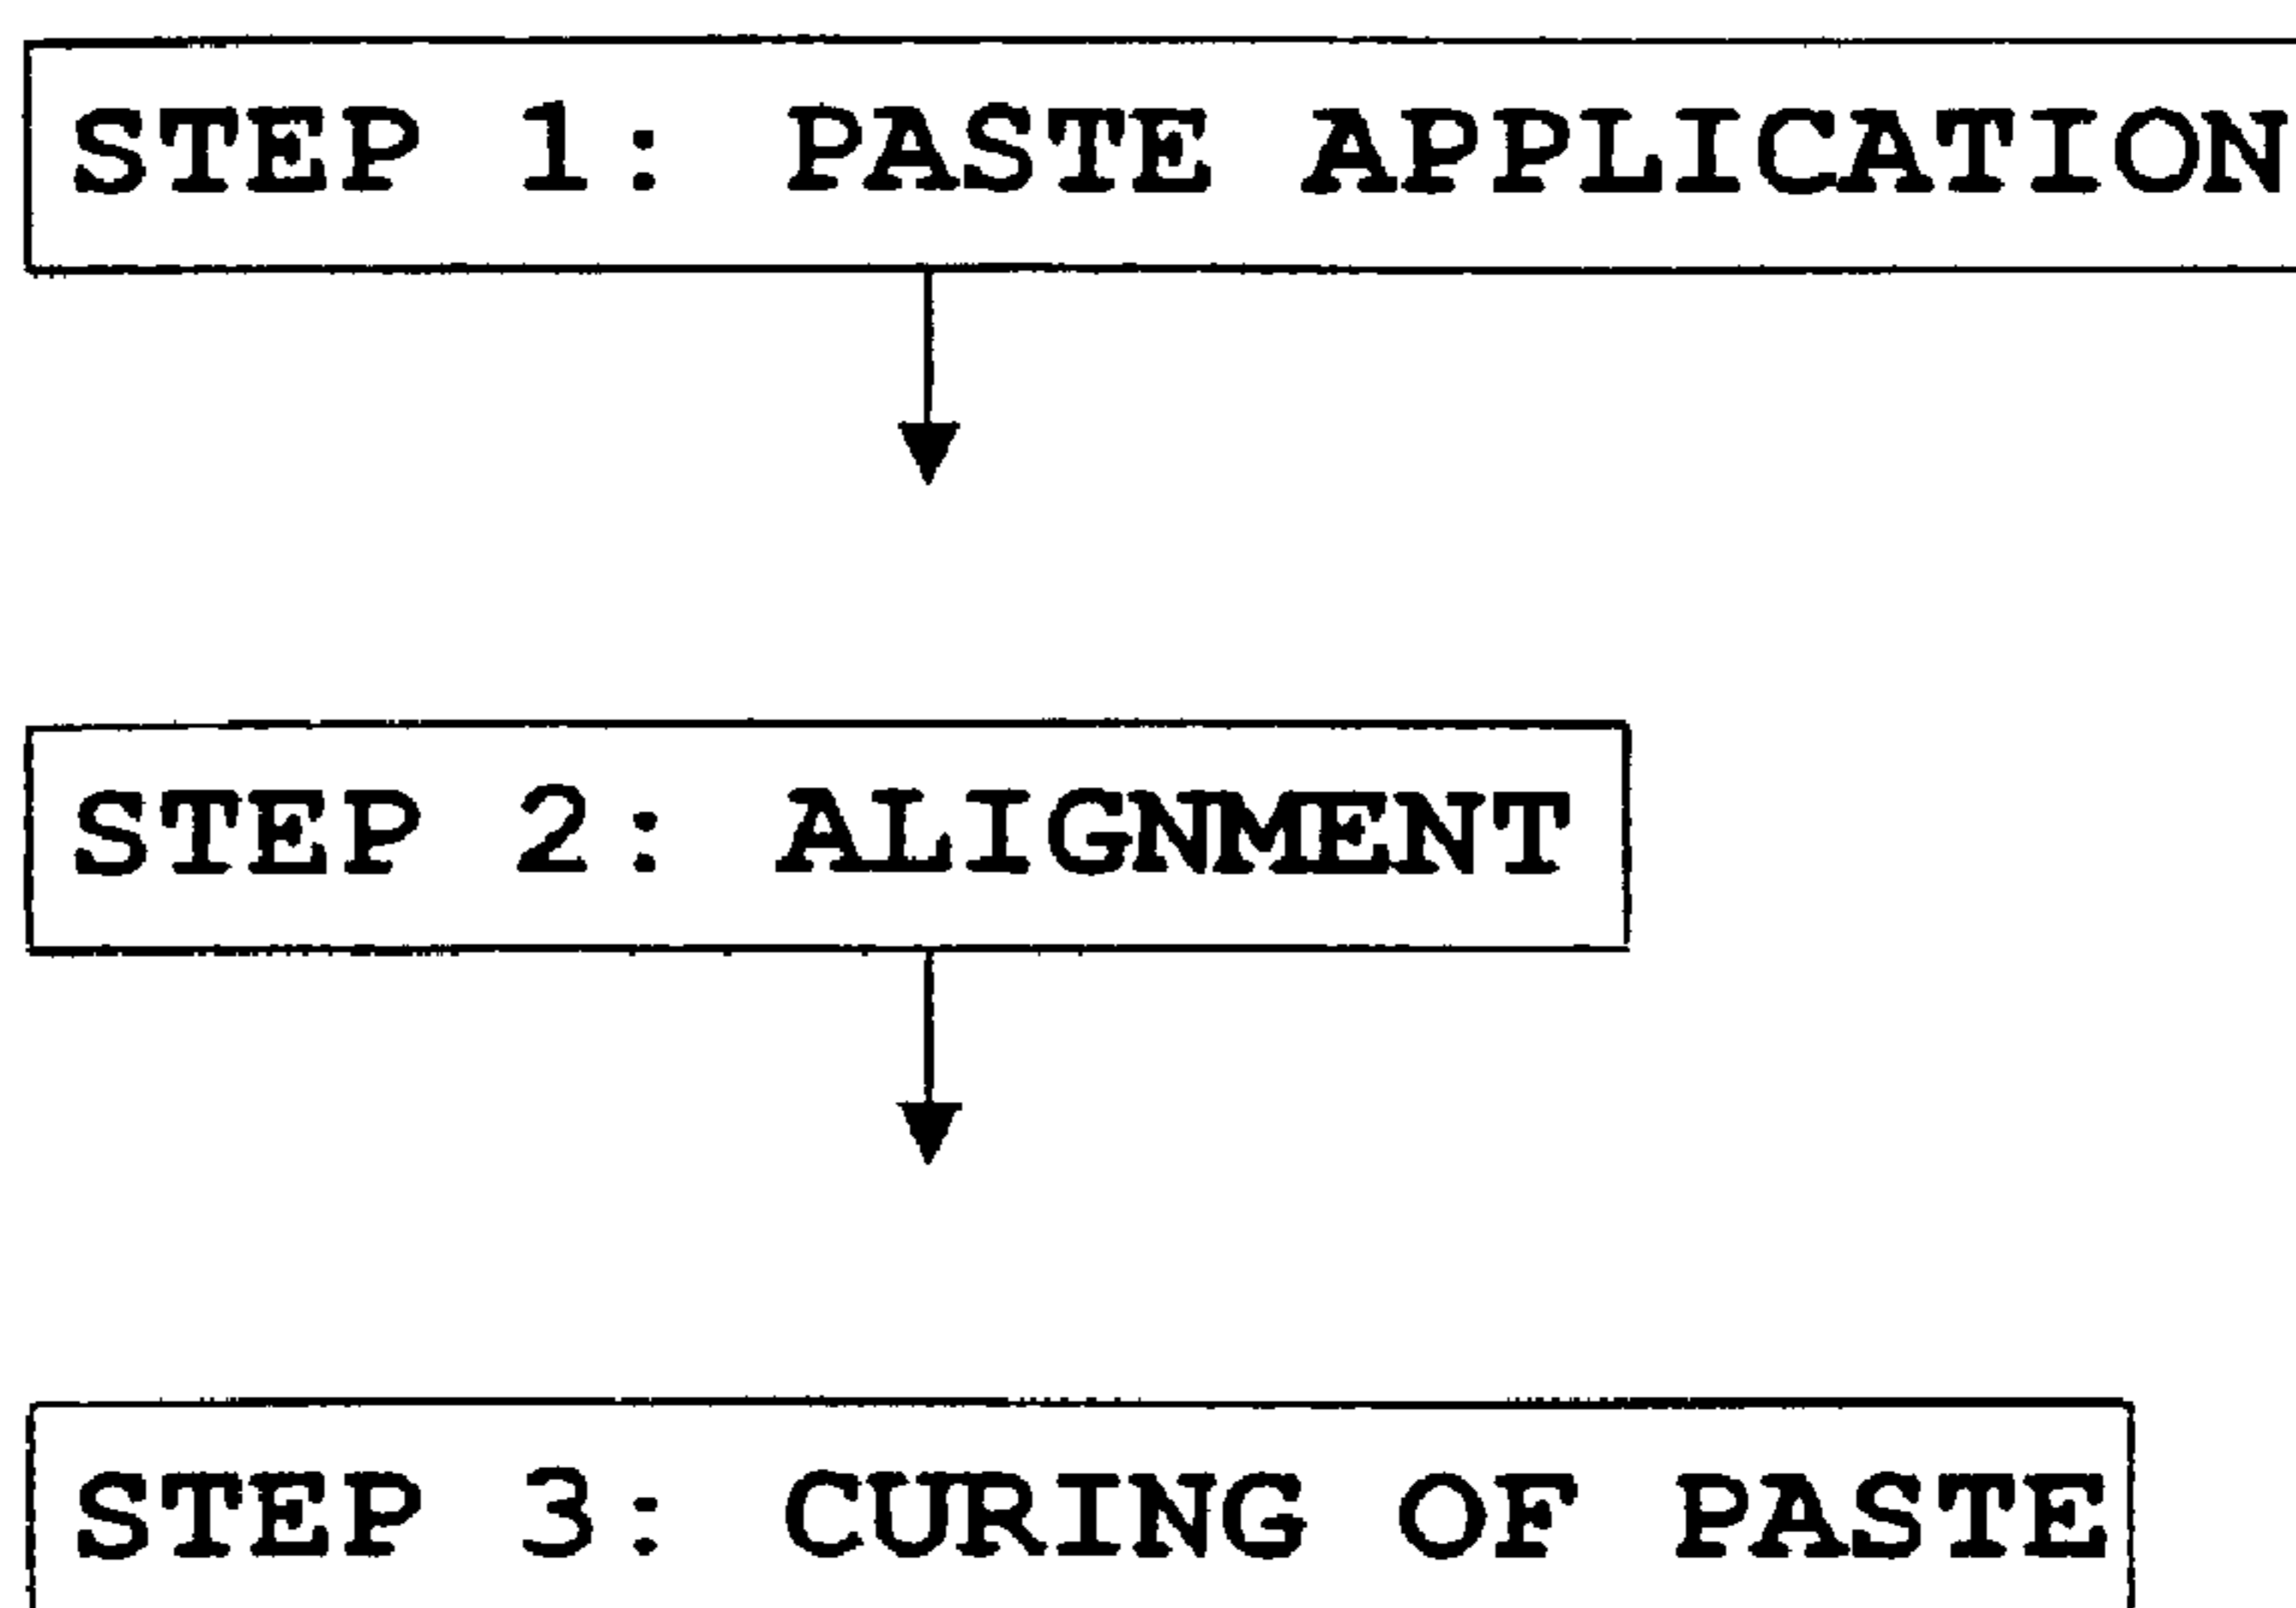 STEP 1: PASTE APPLICATION
STEP 2: ALIGNMENT
STEP 3: CURING OF PASTE